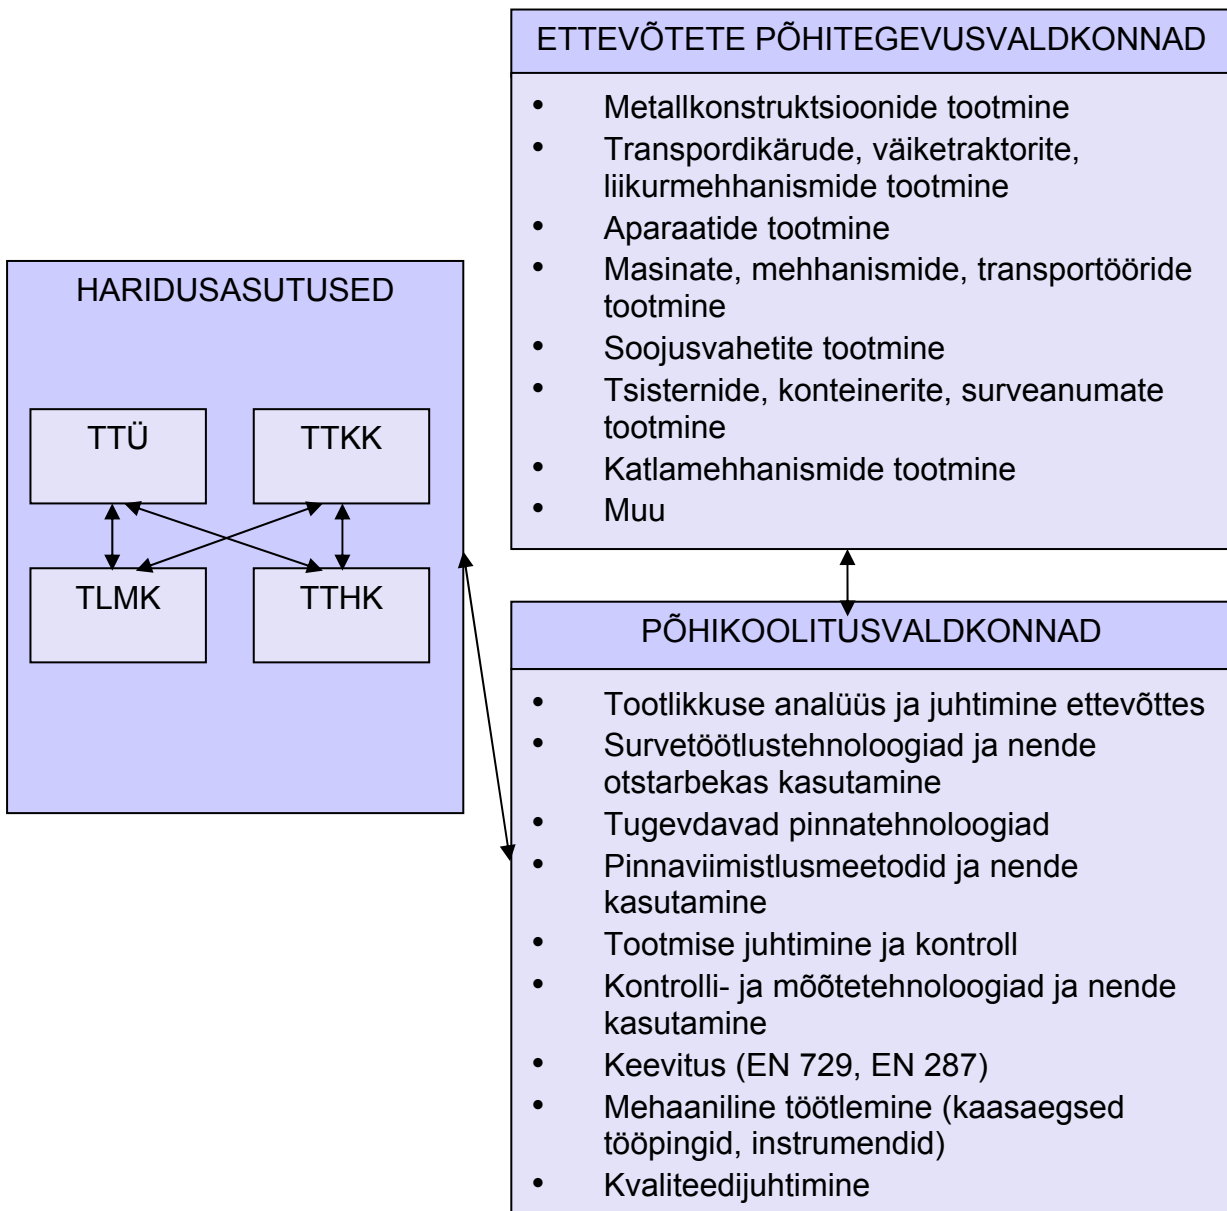 ETTEVÕTETE PÕHITEGEVUSVALDKONNAD
• Metallkonstruktsioonide tootmine
• Transpordikärude, väiketraktorite,
liikurmehhanismide tootmine
• Aparaatide tootmine
• Masinate, mehhanismide, transportööride
tootmine
• Soojusvahetite tootmine
• Tsisternide, konteinerite, surveanumate
tootmine
• Katlamehhanismide tootmine
• Muu
HARIDUSASUTUSED
TTÜ
TTKK
TLMK
TTHK
PÕHIKOOLITUSVALDKONNAD
• Tootlikkuse analüüs ja juhtimine ettevõttes
• Survetöötlustehnoloogiad ja nende
otstarbekas kasutamine
• Tugevdavad pinnatehnoloogiad
• Pinnaviimistlusmeetodid ja nende
kasutamine
• Tootmise juhtimine ja kontroll
• Kontrolli- ja mõõtetehnoloogiad ja nende
kasutamine
• Keevitus (EN 729, EN 287)
• Mehaaniline töötlemine (kaasaegsed
tööpingid, instrumendid)
• Kvaliteedijuhtimine